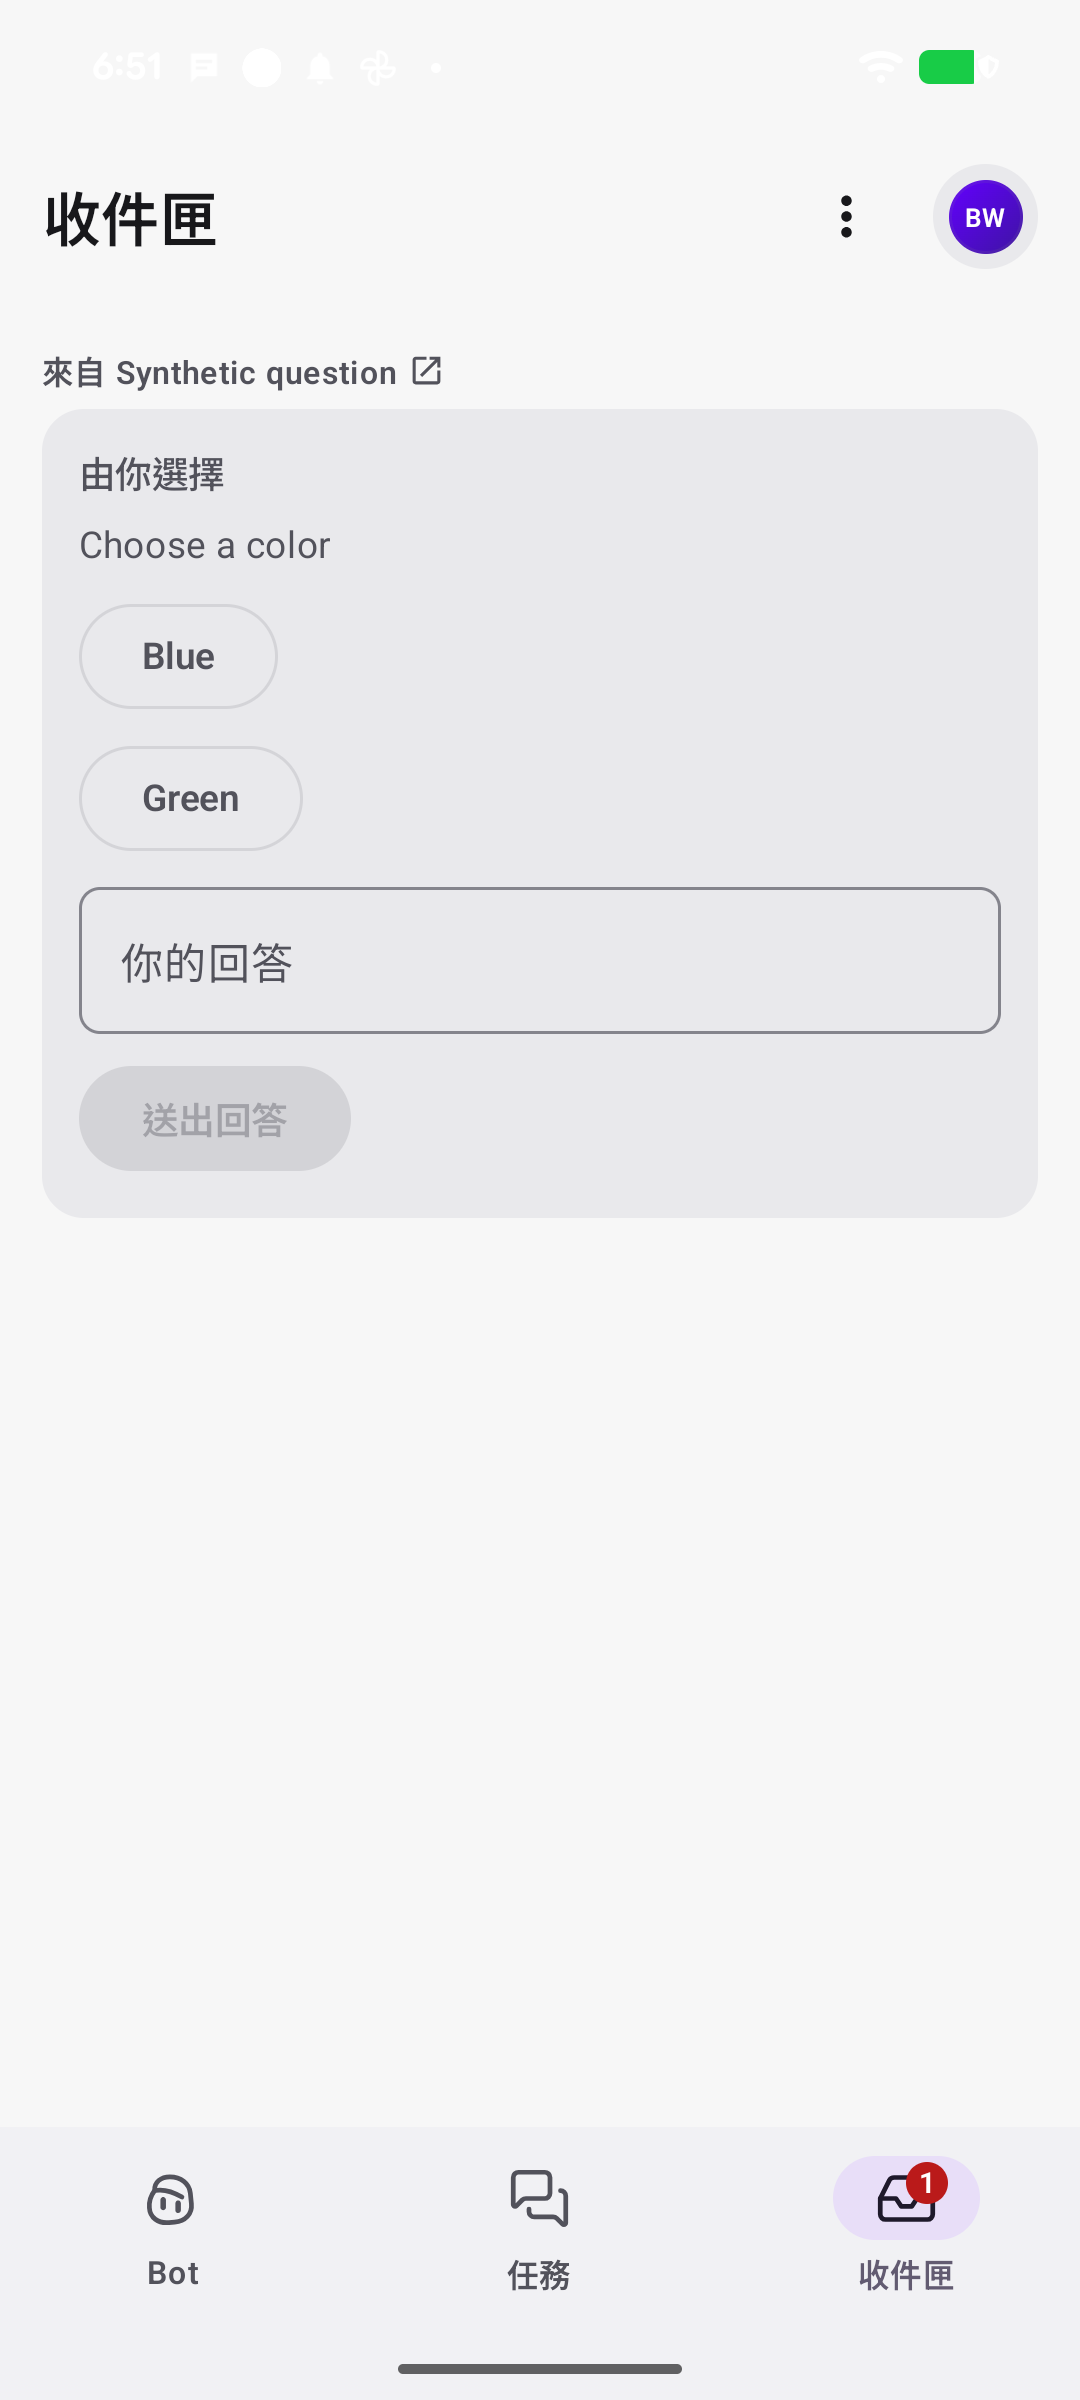 6:51
收件匣
BW
來自 Synthetic question
由你選擇
Choose a color
Blue
Green
你的回答
送出回答
1
Bot
任務
收件匣